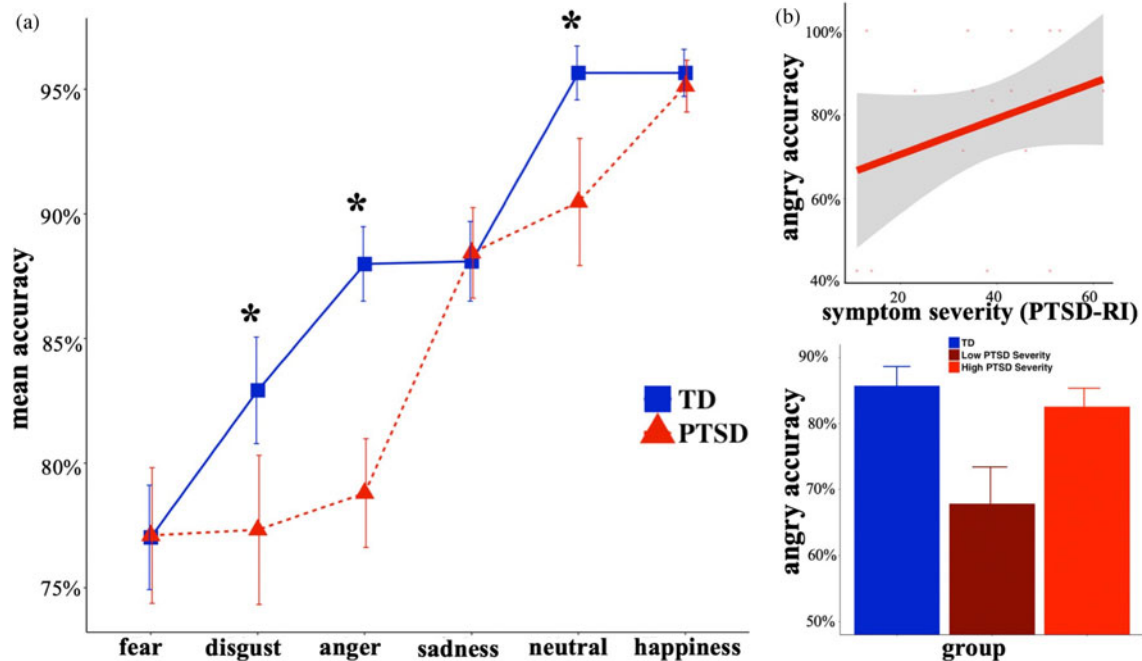 (a)
mean accuracy
95%
90%
85%
80%
75%
*
*
*
TD
PTSD
fear disgust anger sadness neutral happiness
(b)
angry accuracy
100%
80%
60%
40%
20 40 60
symptom severity (PTSD-RI)
TD
Low PTSD Severity
High PTSD Severity
angry accuracy
90%
80%
70%
60%
50%
group